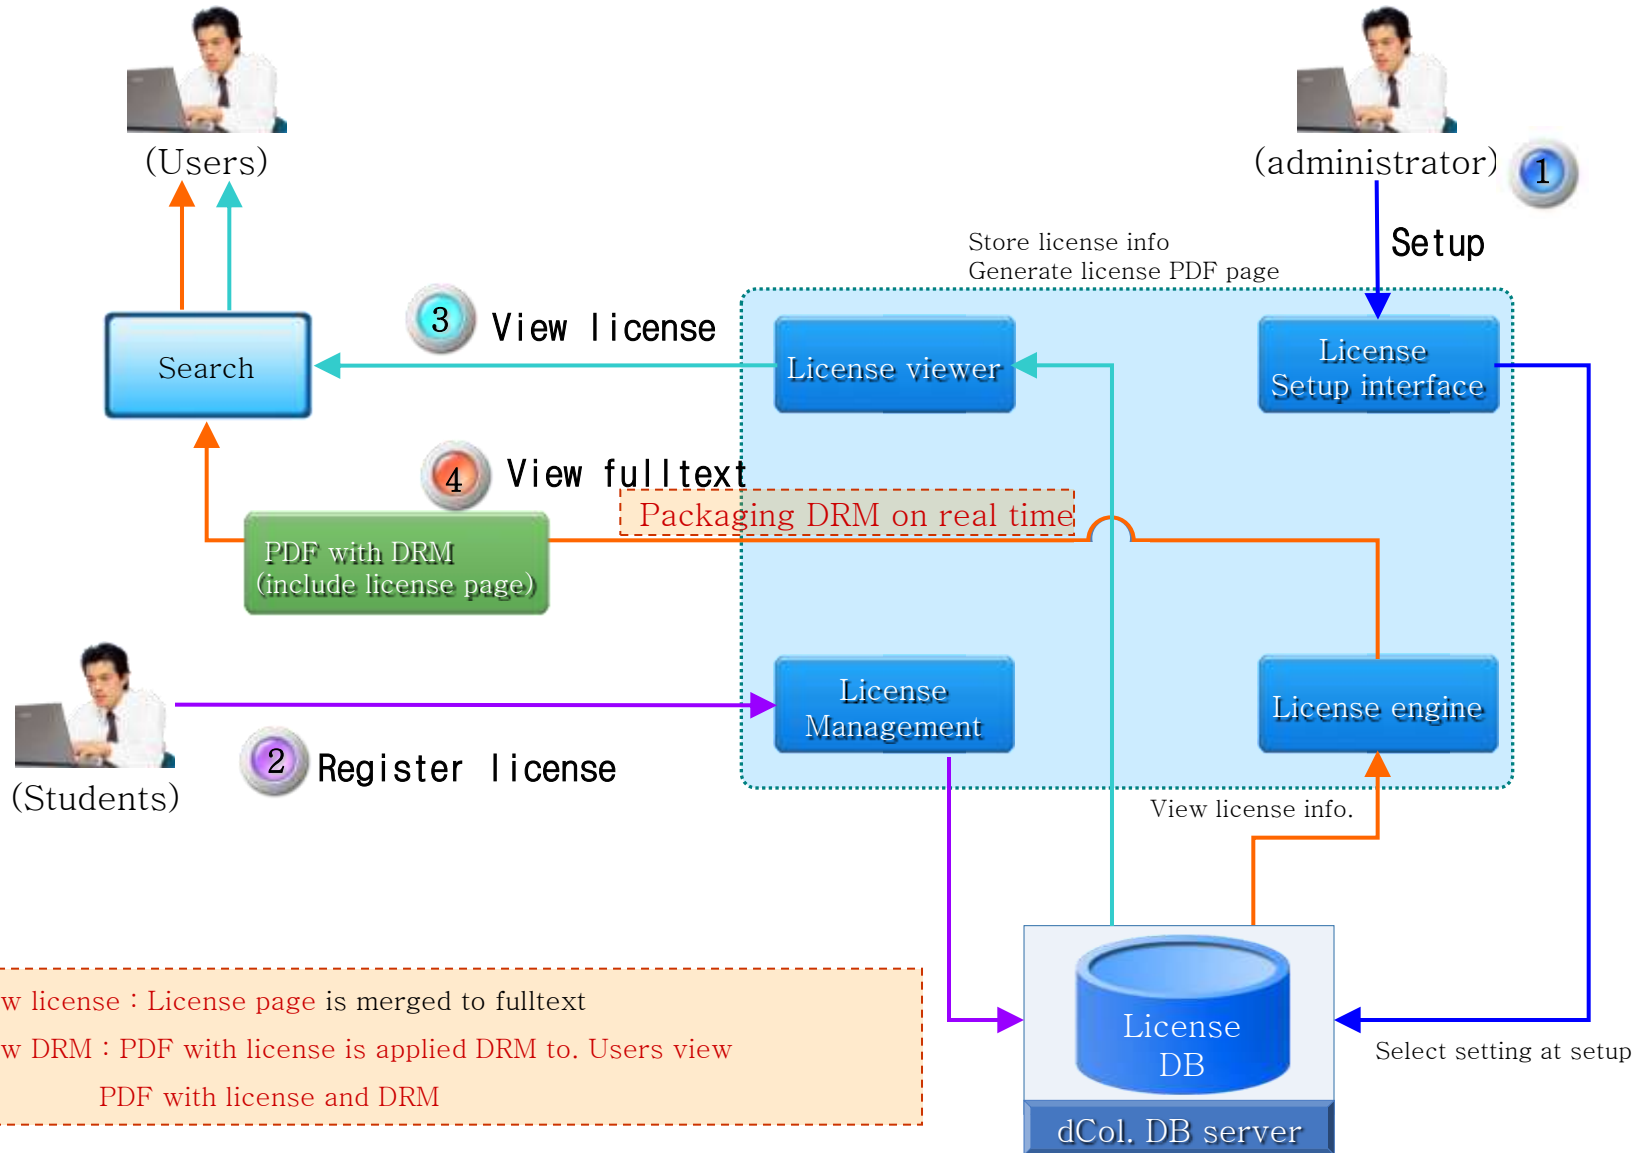 (Users)
(administrator)
1
Setup
Store license info
Generate license PDF page
3
View license
Search
License viewer
License
Setup interface
4
View fulltext
Packaging DRM on real time
PDF with DRM
(include license page)
License
Management
License engine
(Students)
2
Register license
View license info.
w license : License page is merged to fulltext
w DRM : PDF with license is applied DRM to. Users view
PDF with license and DRM
License
DB
dCol. DB server
Select setting at setup